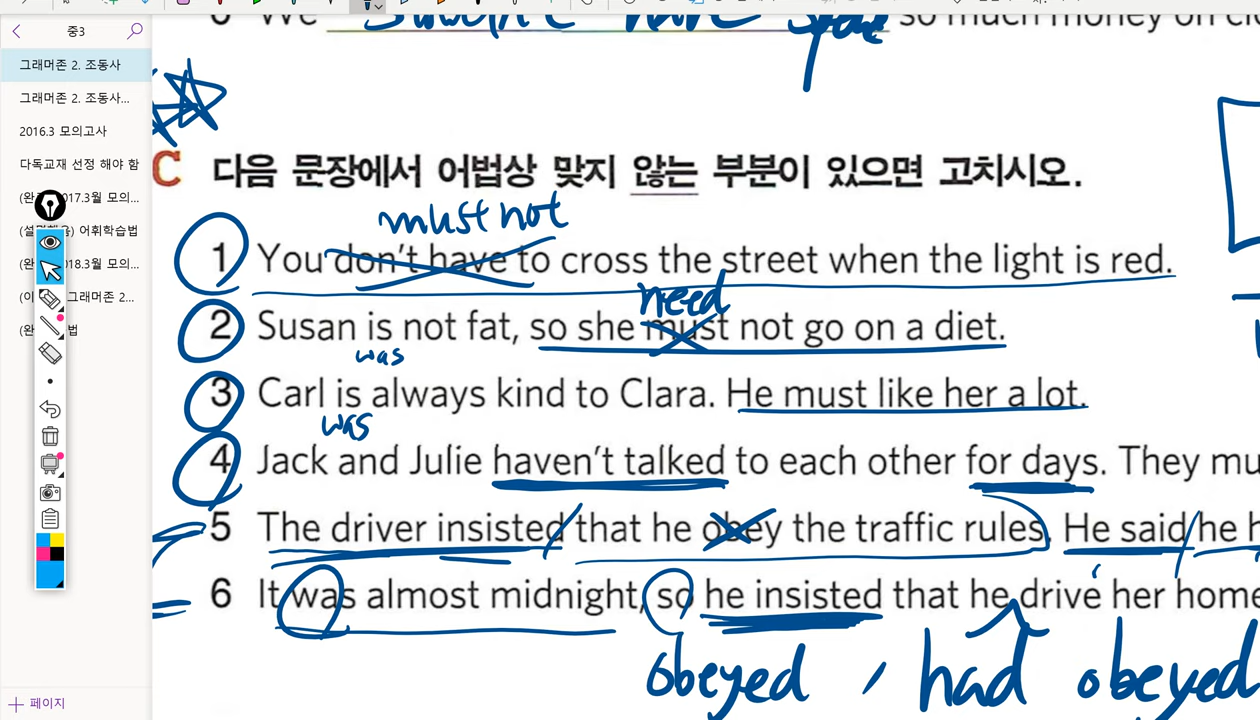 중3
그래머존 2. 조동사
그래머존 2. 조동사...
2016.3 모의고사
다독교재 선정 해야 함
017.3월 모의...
어휘학습법
018.3월 모의...
그래머존 2...
페이지
We have so much money on
C 다음 문장에서 어법상 맞지 않는 부분이 있으면 고치시오.
must not
1 You don't have to cross the street when the light is red.
need
2 Susan is not fat, so she must not go on a diet.
was
3 Carl is always kind to Clara. He must like her a lot.
was
4 Jack and Julie haven't talked to each other for days. They
5 The driver insisted that he obey the traffic rules. He said he
6 It was almost midnight, so he insisted that he drive her home
obeyed , had obeyed